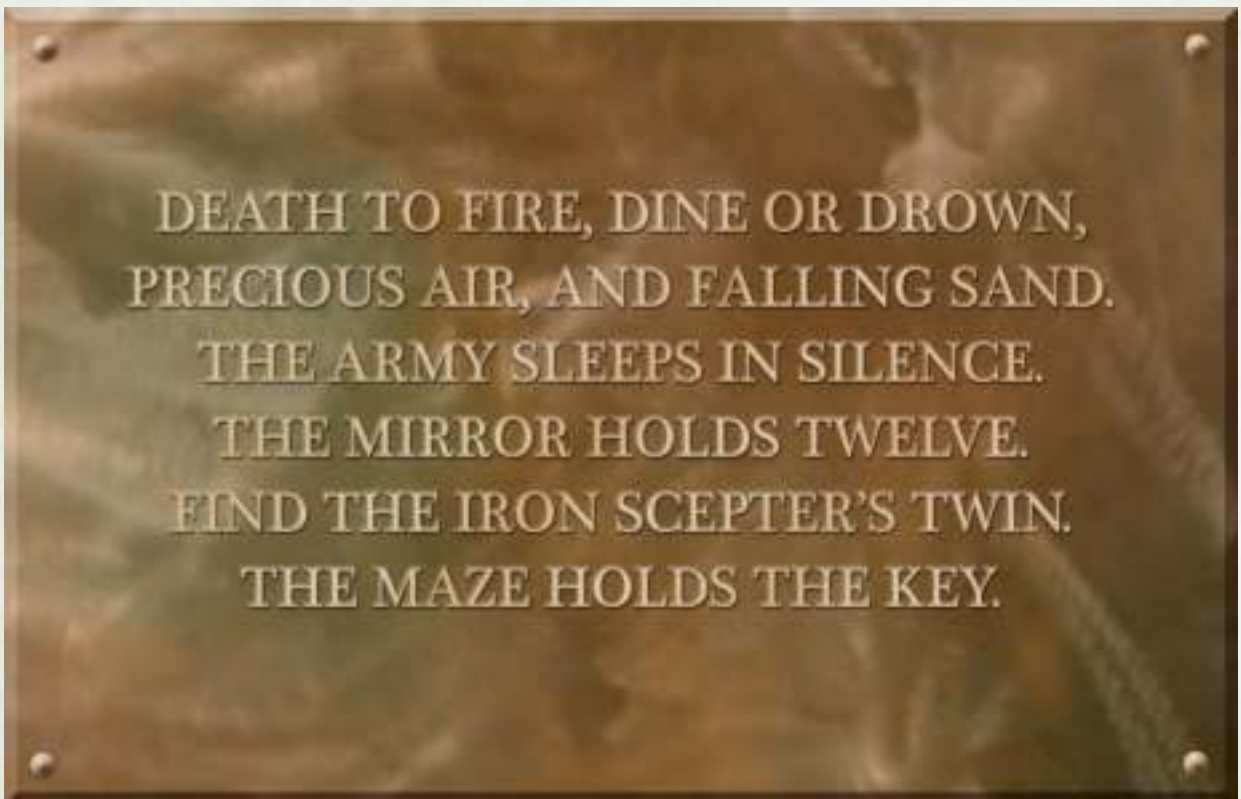 DEATH TO FIRE, DINE OR DROWN,
PRECIOUS AIR, AND FALLING SAND.
THE ARMY SLEEPS IN SILENCE.
THE MIRROR HOLDS TWELVE.
FIND THE IRON SCEPTER’S TWIN.
THE MAZE HOLDS THE KEY.